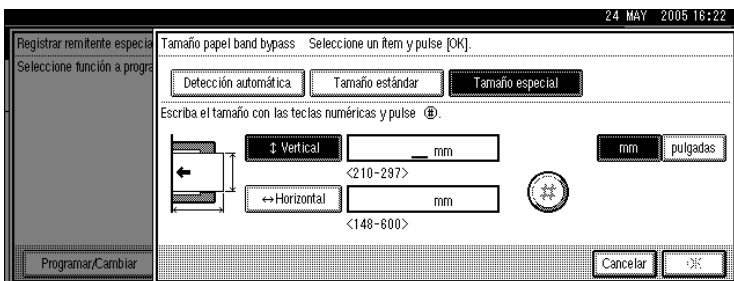 24 MAY 2005 16:22
Registrar remitente especia
Seleccione función a progra
Tamaño papel band bypass Seleccione un ítem y pulse [OK].
Detección automática Tamaño estándar Tamaño especial
Escriba el tamaño con las teclas numéricas y pulse #.
↕ Vertical __ mm mm pulgadas
<210-297>
↔Horizontal mm #
<148-600>
Programar/Cambiar Cancelar OK